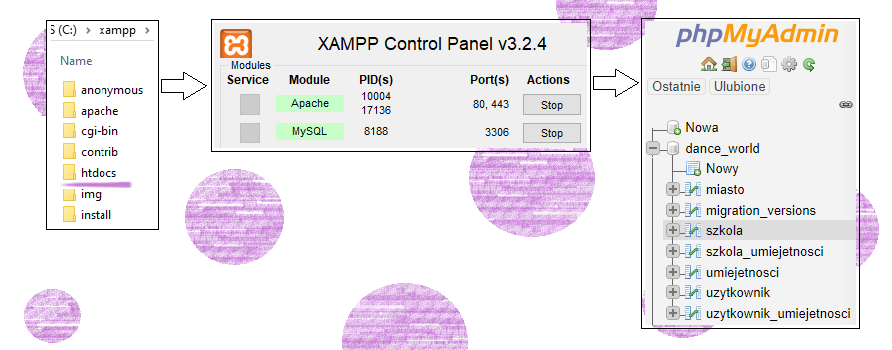 S (C:) > xampp >
Name
anonymous
apache
cgi-bin
contrib
htdocs
img
install
XAMPP Control Panel v3.2.4
Modules
Service Module PID(s) Port(s) Actions
Apache 10004 17136 80, 443 Stop
MySQL 8188 3306 Stop
phpMyAdmin
Ostatnie Ulubione
Nowa
dance_world
Nowy
miasto
migration_versions
szkola
szkola_umiejetnosci
umiejetnosci
uzytkownik
uzytkownik_umiejetnosci